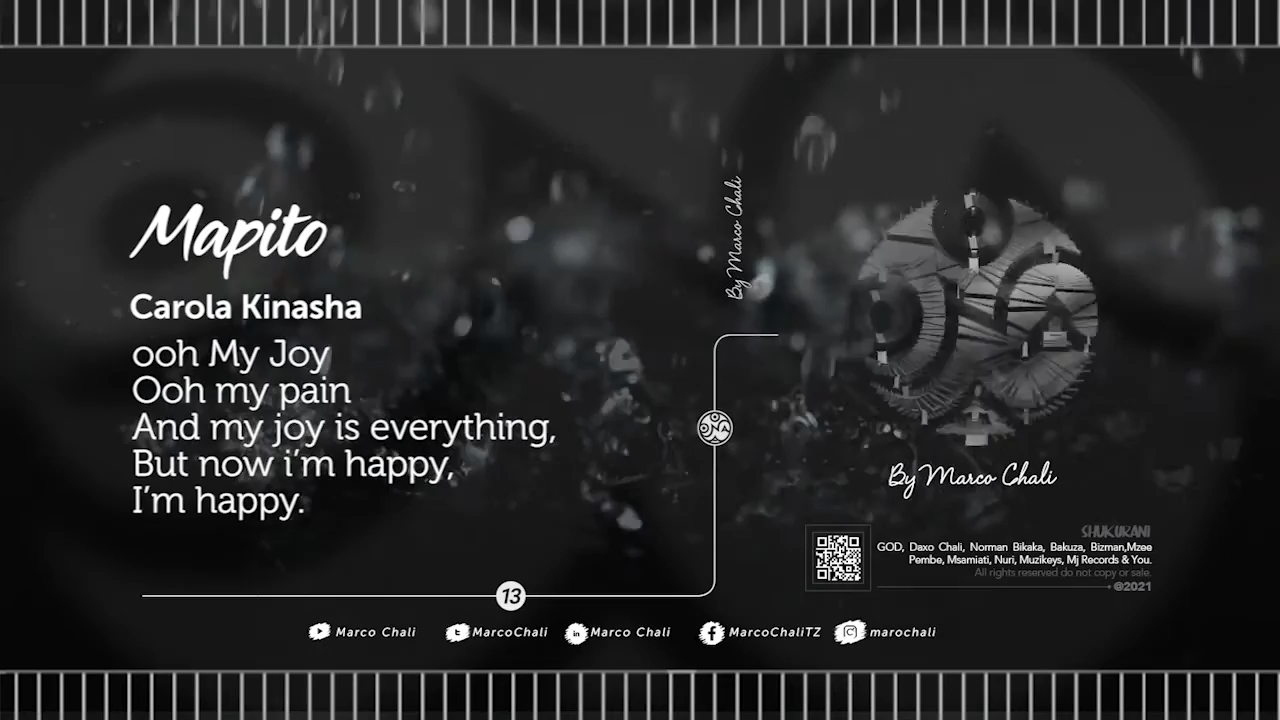 Mapito
Carola Kinasha
ooh My Joy
Ooh my pain
And my joy is everything,
But now i'm happy,
I'm happy.
13
By Marco Chali
ONA
By Marco Chali
SHUKURANI
GOD, Daxo Chali, Norman Bikaka, Bakuza, Bizman,Mzee
Pembe, Msamiati, Nuri, Muzikeys, Mj Records & You.
All rights reserved do not copy or sale.
@2021
Marco Chali
MarcoChali
Marco Chali
MarcoChaliTZ
marochali